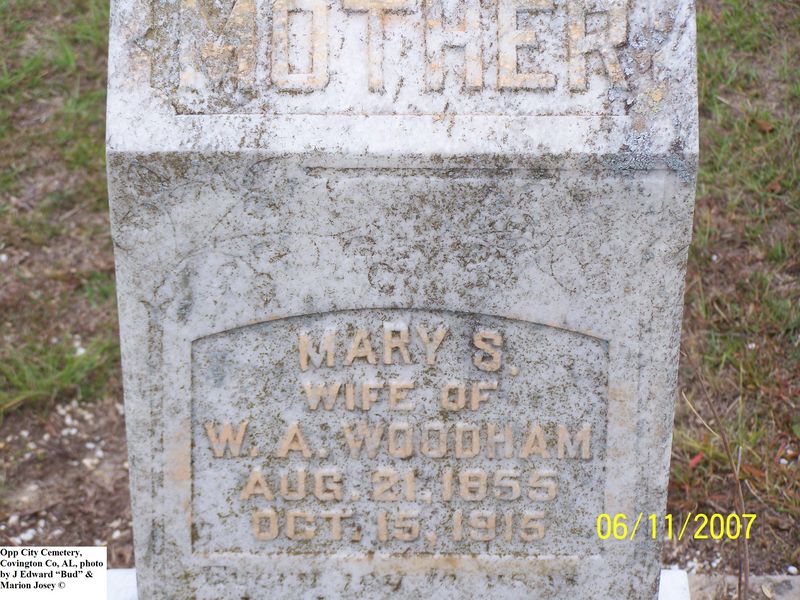 MOTHER
MARY S.
WIFE OF
W. A. WOODHAM
AUG. 21. 1855
OCT. 15, 1915
06/11/2007
Opp City Cemetery,
Covington Co, AL, photo
by J Edward “Bud” &
Marion Josey ©